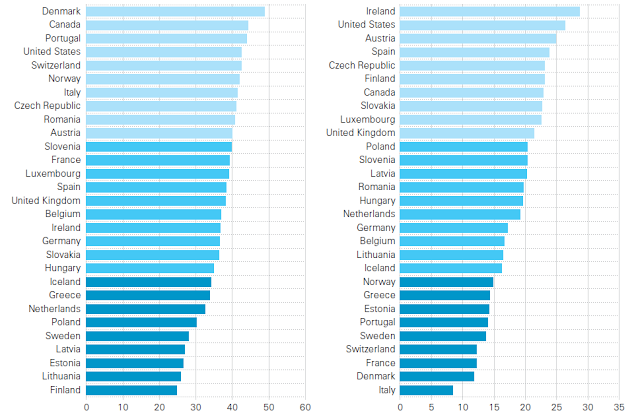 Denmark
Canada
Portugal
United States
Switzerland
Norway
Italy
Czech Republic
Romania
Austria
Slovenia
France
Luxembourg
Spain
United Kingdom
Belgium
Ireland
Germany
Slovakia
Hungary
Iceland
Greece
Netherlands
Poland
Sweden
Latvia
Estonia
Lithuania
Finland
0 10 20 30 40 50 60
Ireland
United States
Austria
Spain
Czech Republic
Finland
Canada
Slovakia
Luxembourg
United Kingdom
Poland
Slovenia
Latvia
Romania
Hungary
Netherlands
Germany
Belgium
Lithuania
Iceland
Norway
Greece
Estonia
Portugal
Sweden
Switzerland
France
Denmark
Italy
0 5 10 15 20 25 30 35